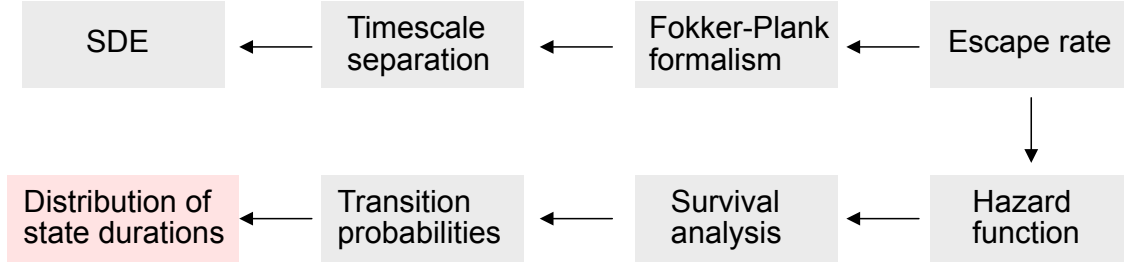 SDE
Timescale
separation
Fokker-Plank
formalism
Escape rate
Distribution of
state durations
Transition
probabilities
Survival
analysis
Hazard
function